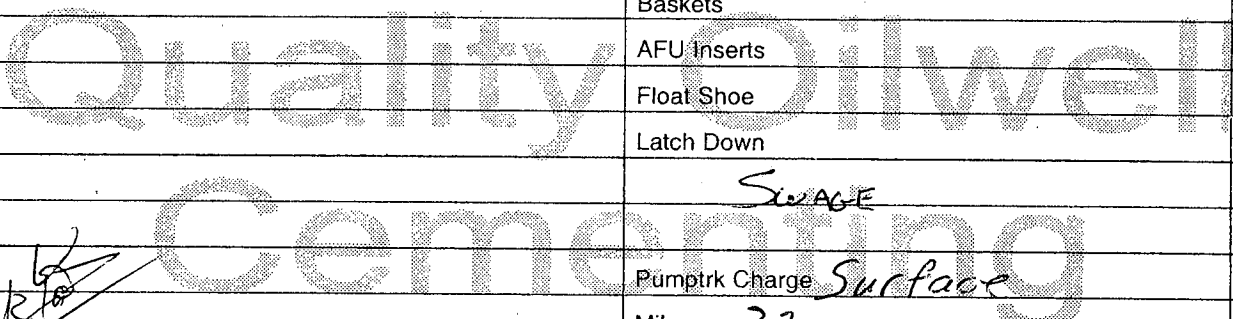 Baskets
AFU Inserts
Float Shoe
Latch Down
Quality Oilwell
SWAGE
Cementing
Pumptrk Charge Surface